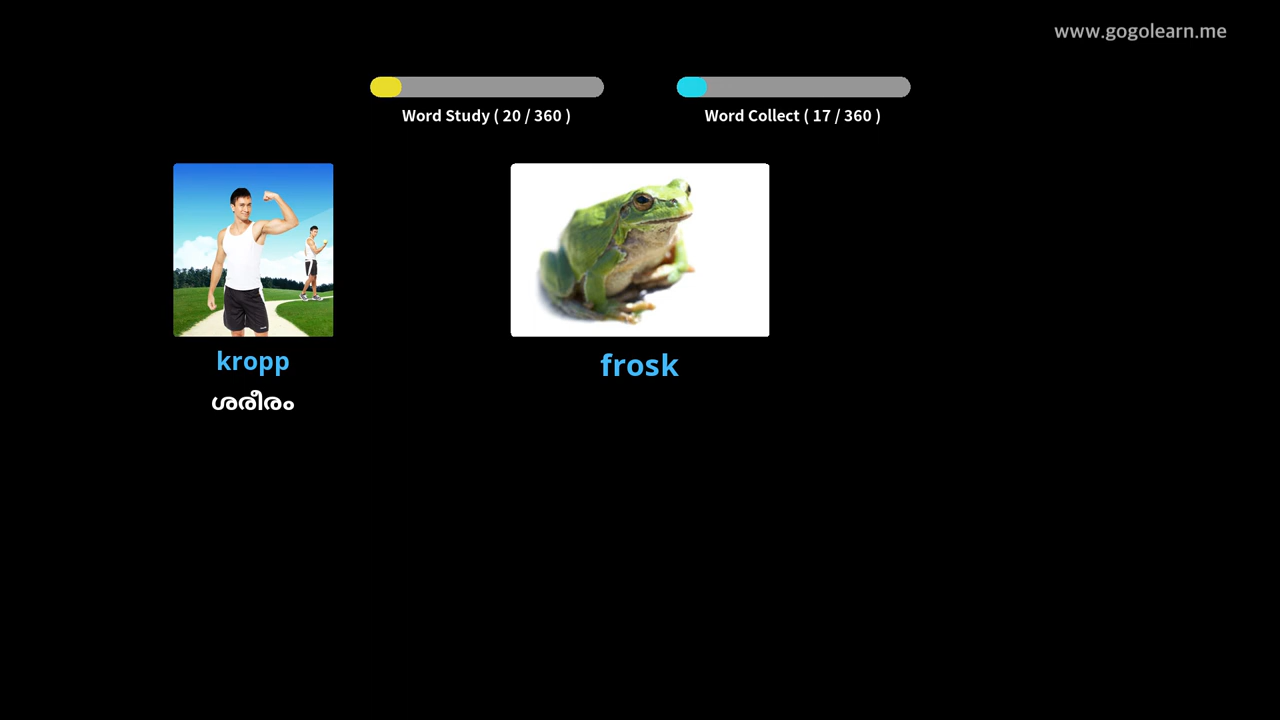 www.gogolearn.me
Word Study ( 20 / 360 )
Word Collect ( 17 / 360 )
kropp
frosk
ശരീരം